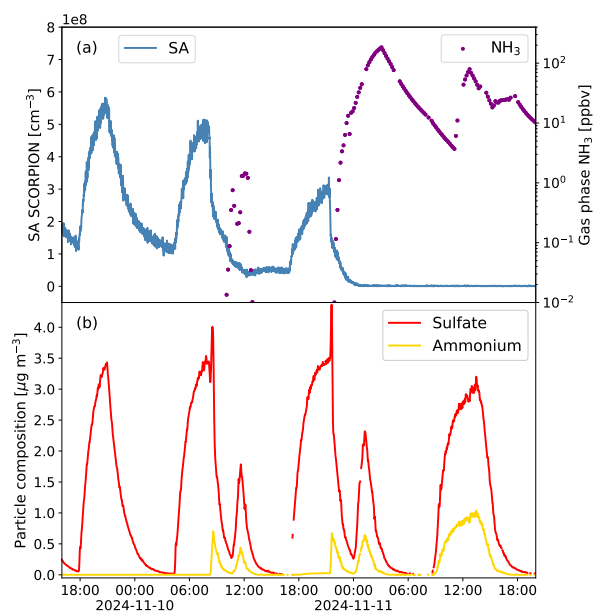 1e8
(a)
SA
NH₃
8
7
6
5
4
3
2
1
0
SA SCORPION [cm⁻³]
10²
10¹
10⁰
10⁻¹
10⁻²
Gas phase NH₃ [ppbv]
(b)
Sulfate
Ammonium
4.0
3.5
3.0
2.5
2.0
1.5
1.0
0.5
0.0
Particle composition [μg m⁻³]
18:00 00:00 06:00 12:00 18:00 00:00 06:00 12:00 18:00
2024-11-10 2024-11-11